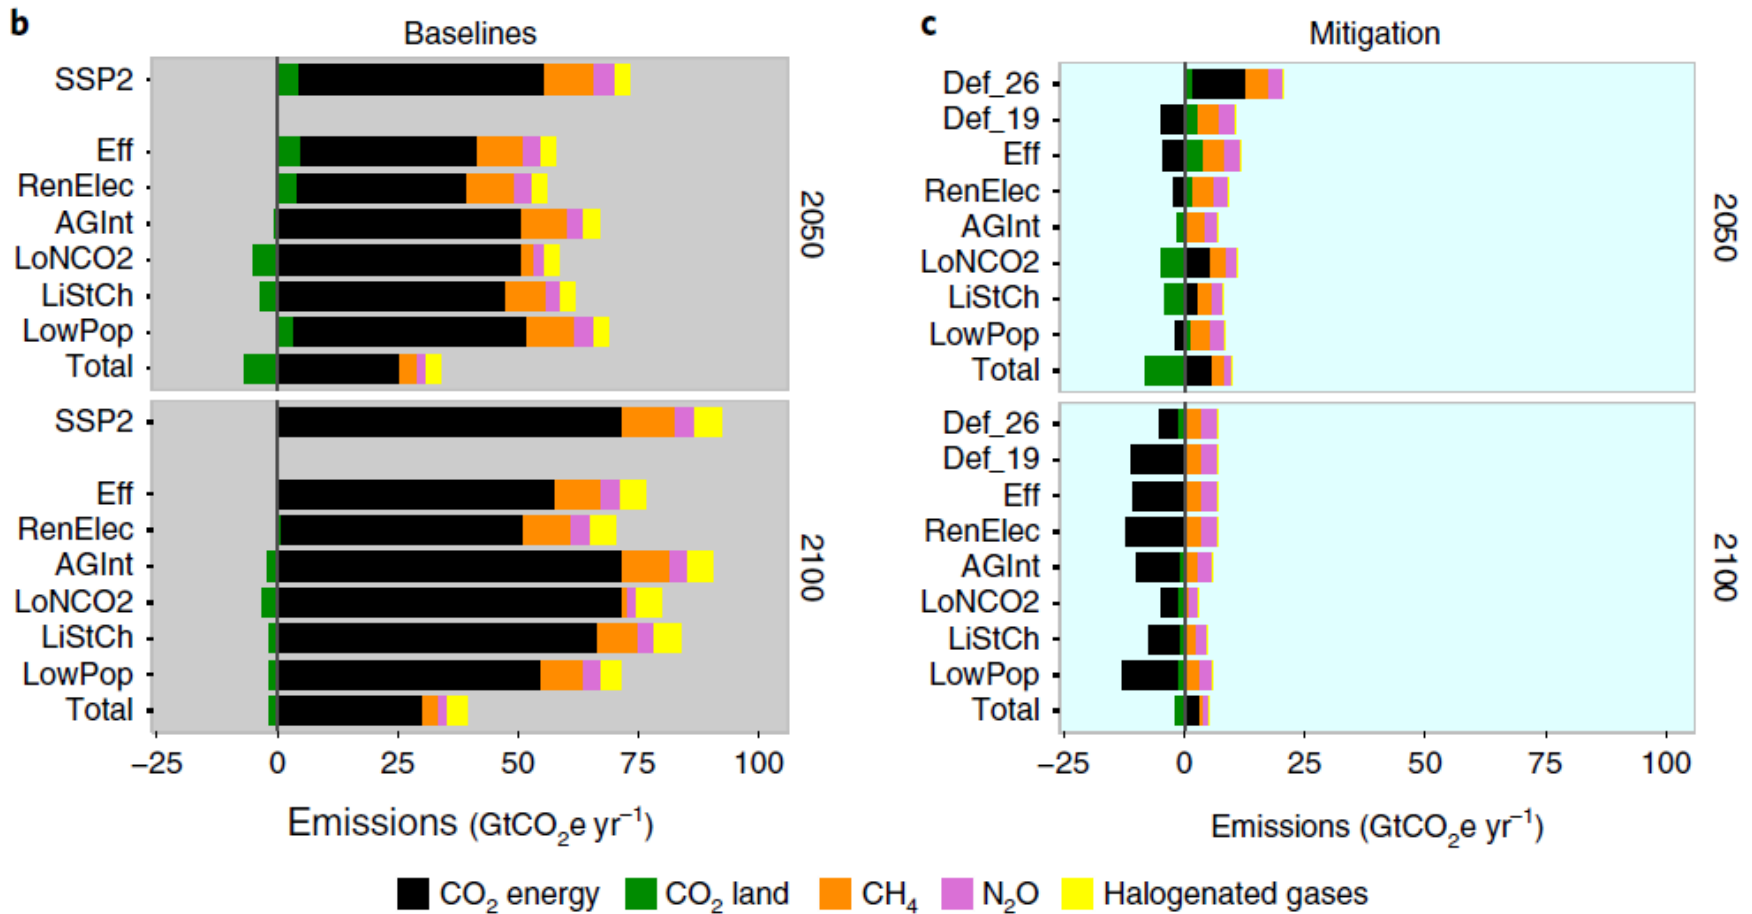 b
Baselines
SSP2
Eff
RenElec
AGInt
LoNCO2
LiStCh
LowPop
Total
2050
SSP2
Eff
RenElec
AGInt
LoNCO2
LiStCh
LowPop
Total
2100
−25 0 25 50 75 100
Emissions (GtCO₂e yr⁻¹)
c
Mitigation
Def_26
Def_19
Eff
RenElec
AGInt
LoNCO2
LiStCh
LowPop
Total
2050
Def_26
Def_19
Eff
RenElec
AGInt
LoNCO2
LiStCh
LowPop
Total
2100
−25 0 25 50 75 100
Emissions (GtCO₂e yr⁻¹)
CO₂ energy CO₂ land CH₄ N₂O Halogenated gases